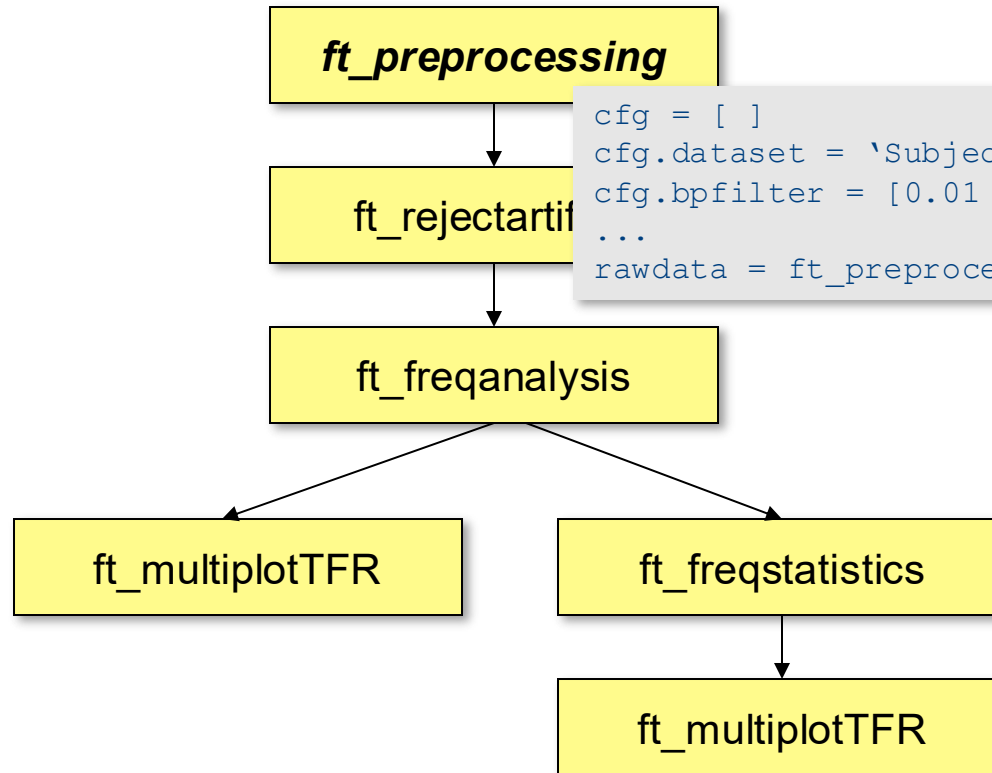 ft_preprocessing
cfg = [ ]
cfg.dataset = ‘Subjec
cfg.bpfilter = [0.01
...
rawdata = ft_preproce
ft_rejectartif
ft_freqanalysis
ft_multiplotTFR
ft_freqstatistics
ft_multiplotTFR